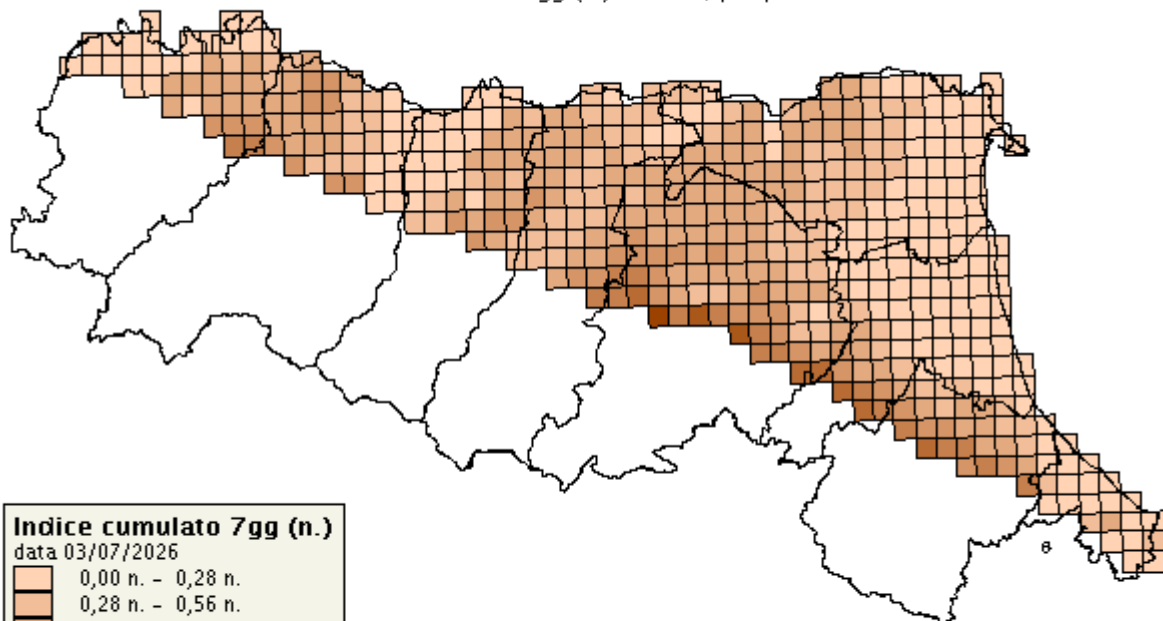 Indice cumulato 7gg (n.)
data 03/07/2026
0,00 n. - 0,28 n.
0,28 n. - 0,56 n.